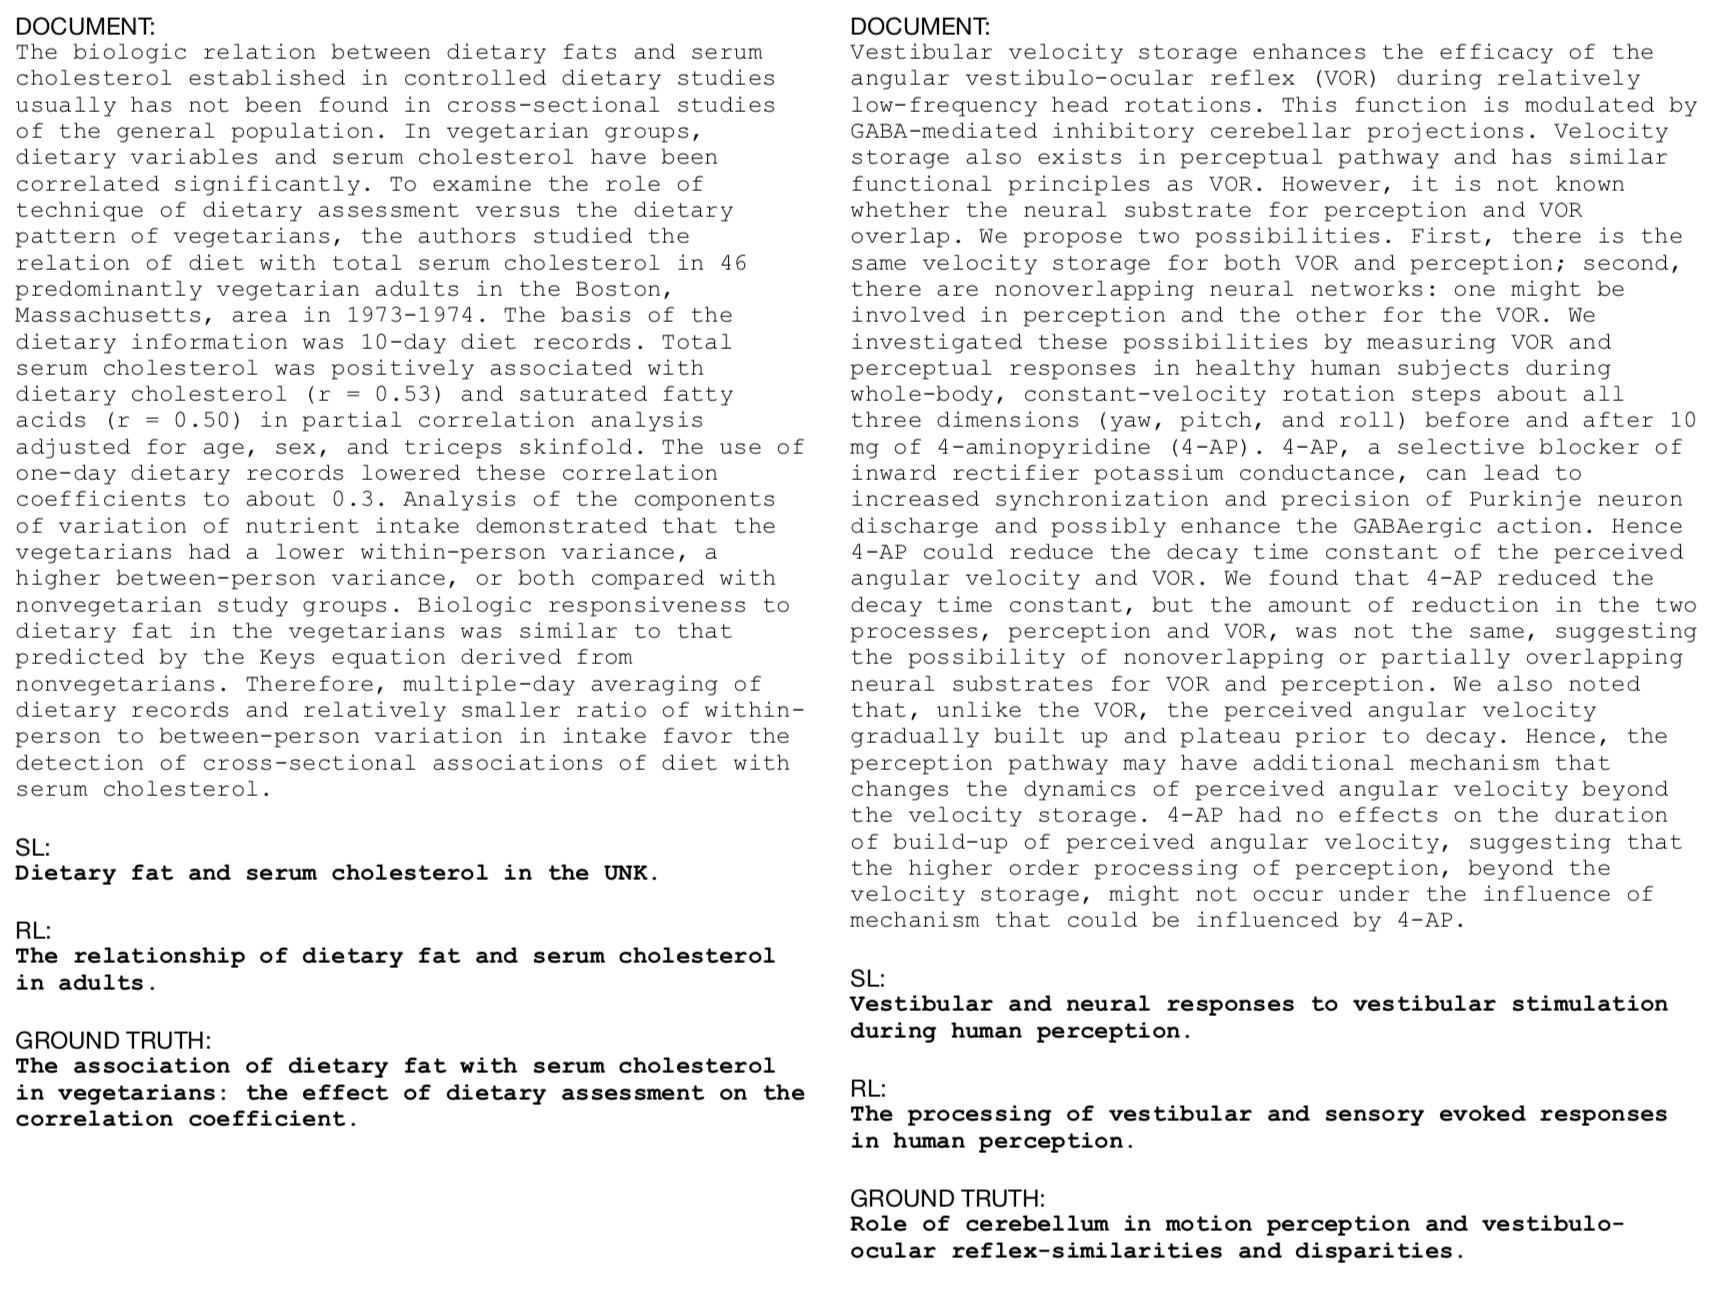 DOCUMENT:
The biologic relation between dietary fats and serum
cholesterol established in controlled dietary studies
usually has not been found in cross-sectional studies
of the general population. In vegetarian groups,
dietary variables and serum cholesterol have been
correlated significantly. To examine the role of
technique of dietary assessment versus the dietary
pattern of vegetarians, the authors studied the
relation of diet with total serum cholesterol in 46
predominantly vegetarian adults in the Boston,
Massachusetts, area in 1973-1974. The basis of the
dietary information was 10-day diet records. Total
serum cholesterol was positively associated with
dietary cholesterol (r = 0.53) and saturated fatty
acids (r = 0.50) in partial correlation analysis
adjusted for age, sex, and triceps skinfold. The use of
one-day dietary records lowered these correlation
coefficients to about 0.3. Analysis of the components
of variation of nutrient intake demonstrated that the
vegetarians had a lower within-person variance, a
higher between-person variance, or both compared with
nonvegetarian study groups. Biologic responsiveness to
dietary fat in the vegetarians was similar to that
predicted by the Keys equation derived from
nonvegetarians. Therefore, multiple-day averaging of
dietary records and relatively smaller ratio of within-
person to between-person variation in intake favor the
detection of cross-sectional associations of diet with
serum cholesterol.
SL:
Dietary fat and serum cholesterol in the UNK.
RL:
The relationship of dietary fat and serum cholesterol
in adults.
GROUND TRUTH:
The association of dietary fat with serum cholesterol
in vegetarians: the effect of dietary assessment on the
correlation coefficient.
DOCUMENT:
Vestibular velocity storage enhances the efficacy of the
angular vestibulo-ocular reflex (VOR) during relatively
low-frequency head rotations. This function is modulated by
GABA-mediated inhibitory cerebellar projections. Velocity
storage also exists in perceptual pathway and has similar
functional principles as VOR. However, it is not known
whether the neural substrate for perception and VOR
overlap. We propose two possibilities. First, there is the
same velocity storage for both VOR and perception; second,
there are nonoverlapping neural networks: one might be
involved in perception and the other for the VOR. We
investigated these possibilities by measuring VOR and
perceptual responses in healthy human subjects during
whole-body, constant-velocity rotation steps about all
three dimensions (yaw, pitch, and roll) before and after 10
mg of 4-aminopyridine (4-AP). 4-AP, a selective blocker of
inward rectifier potassium conductance, can lead to
increased synchronization and precision of Purkinje neuron
discharge and possibly enhance the GABAergic action. Hence
4-AP could reduce the decay time constant of the perceived
angular velocity and VOR. We found that 4-AP reduced the
decay time constant, but the amount of reduction in the two
processes, perception and VOR, was not the same, suggesting
the possibility of nonoverlapping or partially overlapping
neural substrates for VOR and perception. We also noted
that, unlike the VOR, the perceived angular velocity
gradually built up and plateau prior to decay. Hence, the
perception pathway may have additional mechanism that
changes the dynamics of perceived angular velocity beyond
the velocity storage. 4-AP had no effects on the duration
of build-up of perceived angular velocity, suggesting that
the higher order processing of perception, beyond the
velocity storage, might not occur under the influence of
mechanism that could be influenced by 4-AP.
SL:
Vestibular and neural responses to vestibular stimulation
during human perception.
RL:
The processing of vestibular and sensory evoked responses
in human perception.
GROUND TRUTH:
Role of cerebellum in motion perception and vestibulo-
ocular reflex-similarities and disparities.